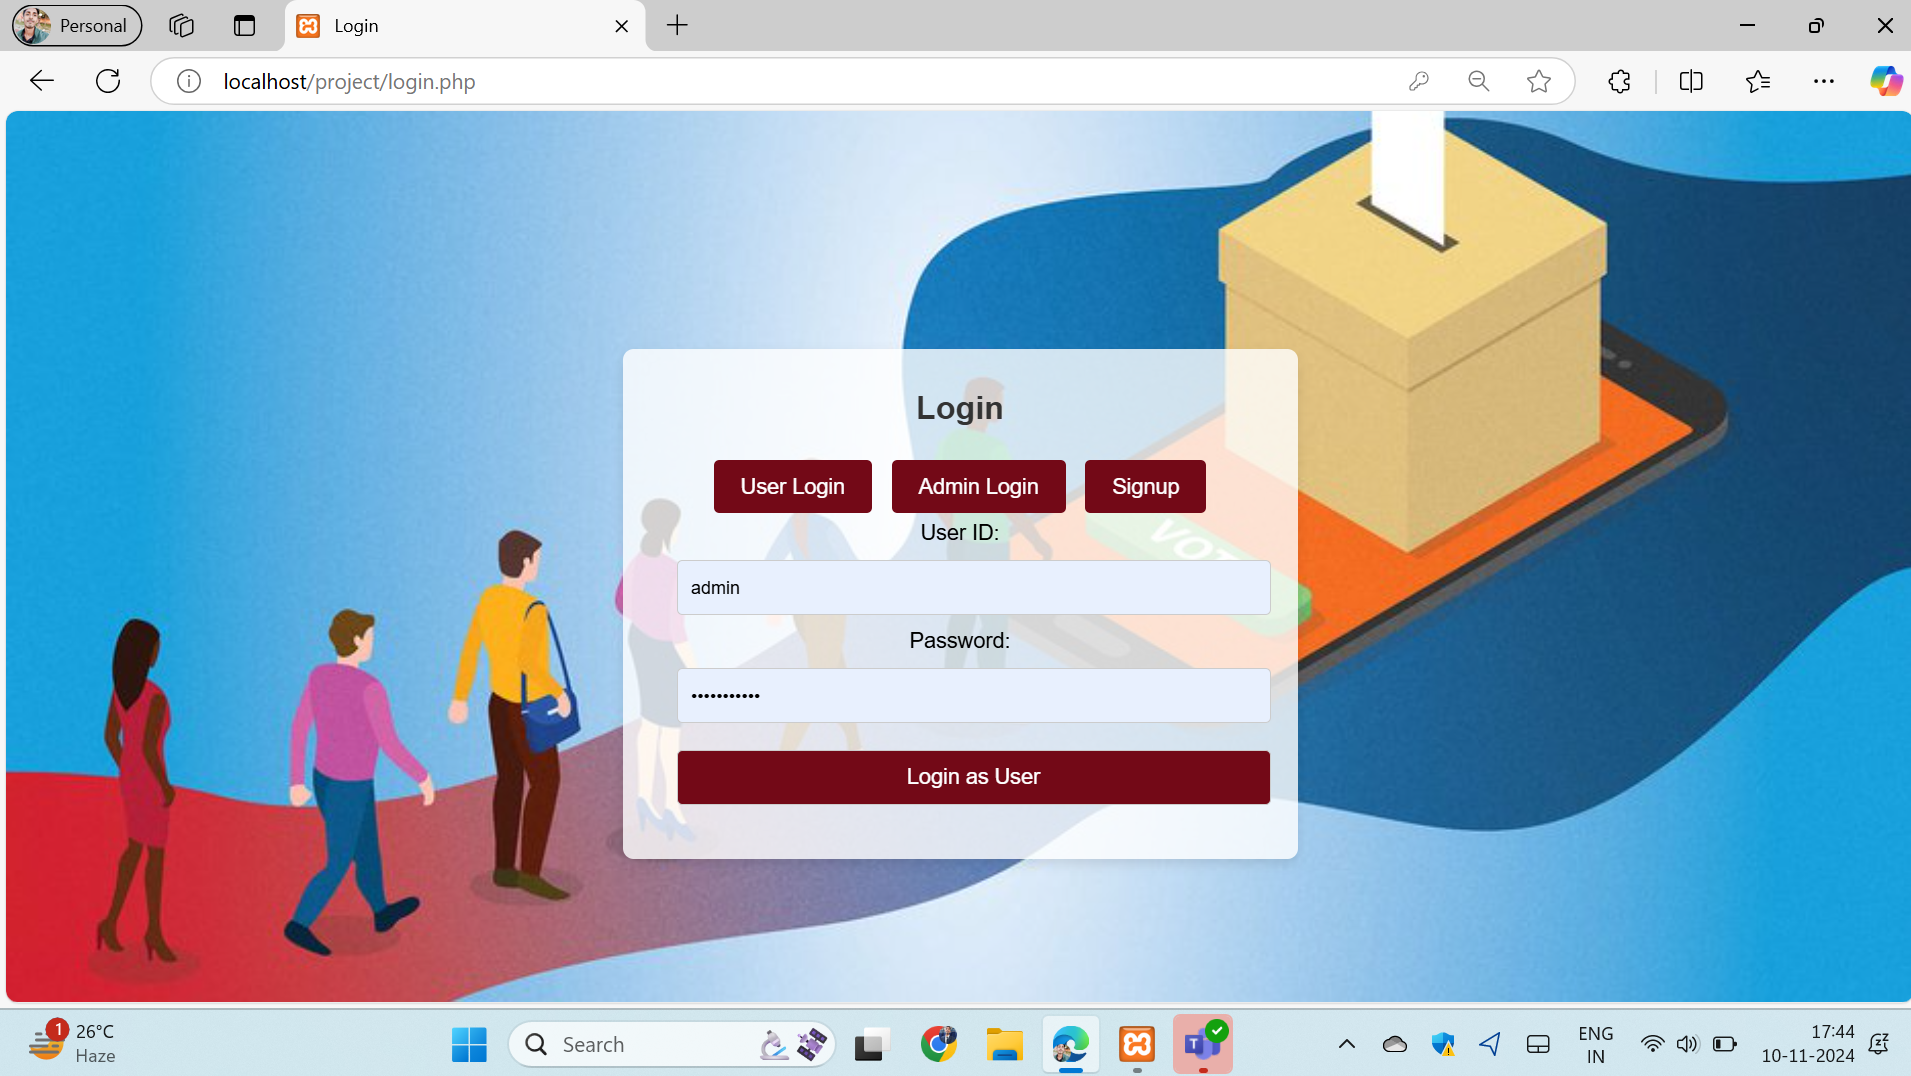 Personal
Login
localhost/project/login.php
Login
User Login
Admin Login
Signup
User ID:
admin
Password:
•••••••••••
Login as User
VOT
1
26°C
Haze
Search
T
ENG
IN
17:44
10-11-2024